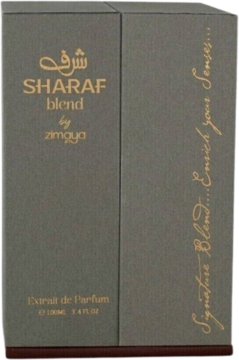 شرف
SHARAF
blend
by
zimaya
Extrait de Parfum
℮ 100ML 3.4 FL.OZ
Signature Blend.... Enrich your Senses...